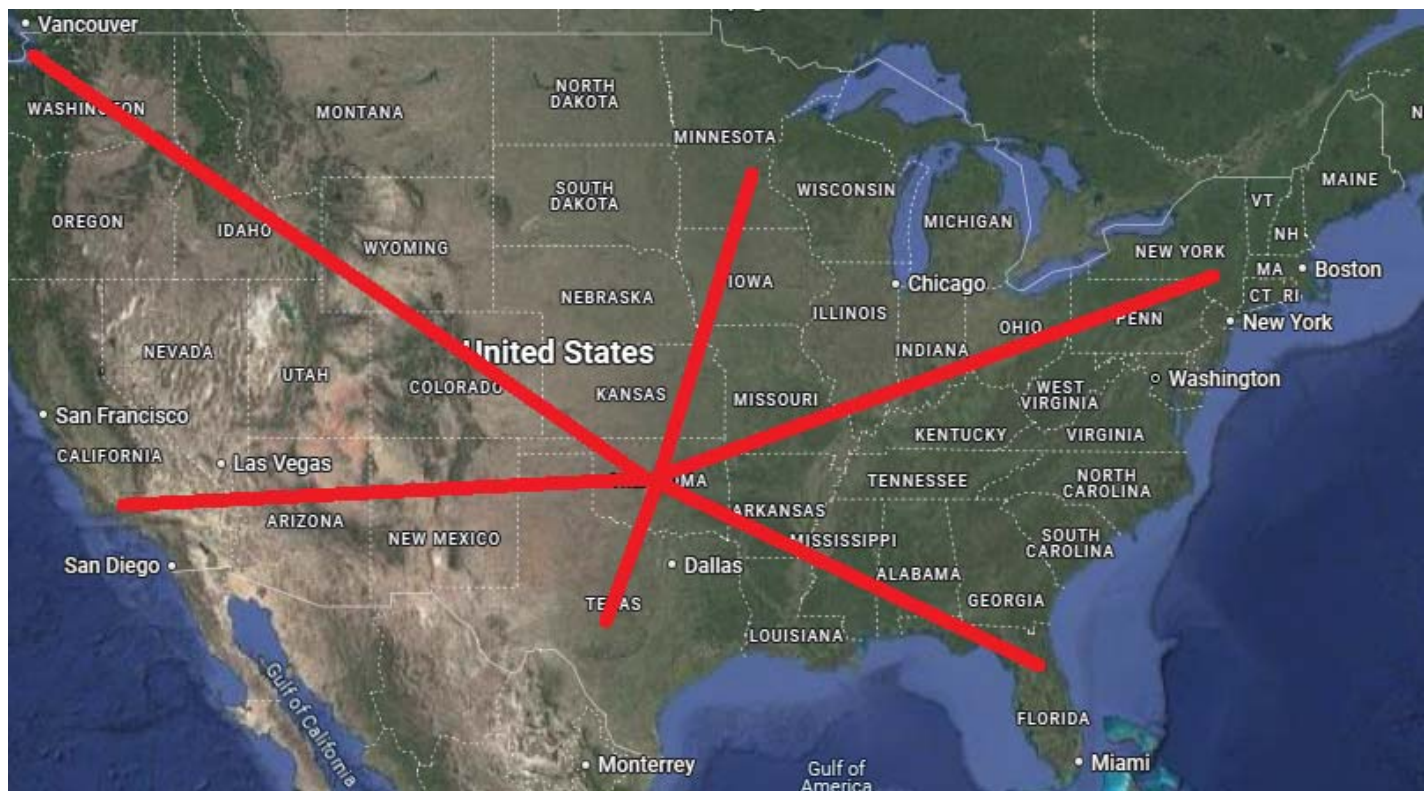 Vancouver
WASHINGTON
MONTANA
NORTH
DAKOTA
MINNESOTA
SOUTH
DAKOTA
WISCONSIN
MICHIGAN
MAINE
VT
NH
OREGON
IDAHO
WYOMING
NEW YORK
MA
Boston
CT RI
IOWA
Chicago
NEBRASKA
ILLINOIS
OHIO
PENN
New York
INDIANA
NEVADA
United States
UTAH
COLORADO
KANSAS
MISSOURI
WEST
VIRGINIA
Washington
San Francisco
KENTUCKY
VIRGINIA
CALIFORNIA
Las Vegas
TENNESSEE
NORTH
CAROLINA
ARIZONA
NEW MEXICO
ARKANSAS
MISSISSIPPI
SOUTH
CAROLINA
San Diego
Dallas
ALABAMA
GEORGIA
TEXAS
LOUISIANA
Gulf of California
FLORIDA
Monterrey
Miami
Gulf of
America